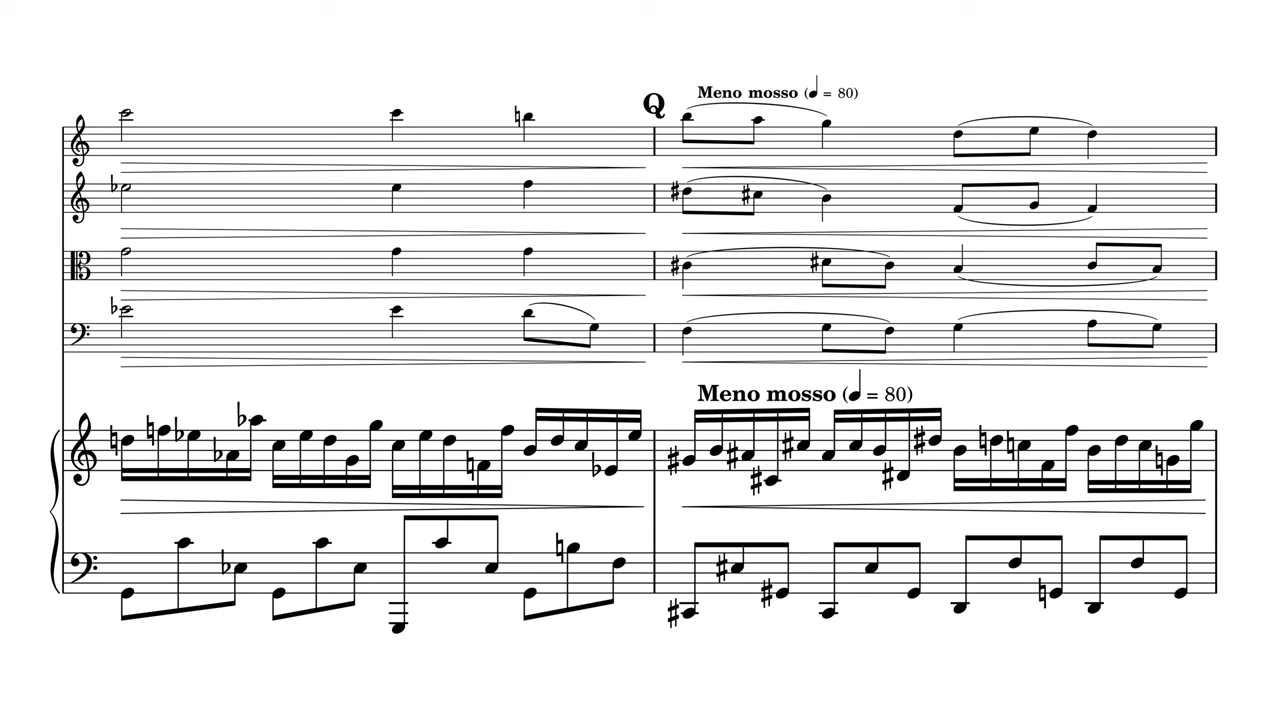 Q
Meno mosso (♩ = 80)
Meno mosso (♩ = 80)